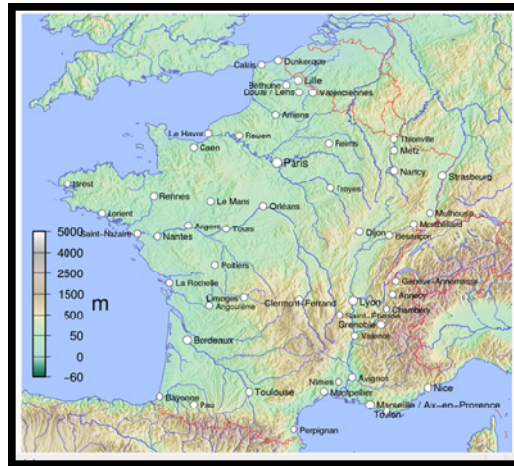 Calais
Dunkerque
Lille
Béthune
Douai / Lens
Valenciennes
Amiens
Le Havre
Rouen
Caen
Reims
Thionville
Metz
Paris
Nancy
Strasbourg
Brest
Troyes
Rennes
Le Mans
Orléans
Lorient
Mulhouse
Montbéliard
Saint-Nazaire
Nantes
Angers
Tours
Dijon
Besançon
5000
4000
2500
1500
500
50
0
-60
m
Poitiers
La Rochelle
Limoges
Angoulême
Clermont-Ferrand
Lyon
Genève-Annemasse
Annecy
Chambéry
Saint-Étienne
Grenoble
Valence
Bordeaux
Avignon
Nîmes
Montpellier
Nice
Marseille / Aix-en-Provence
Toulon
Bayonne
Pau
Toulouse
Perpignan